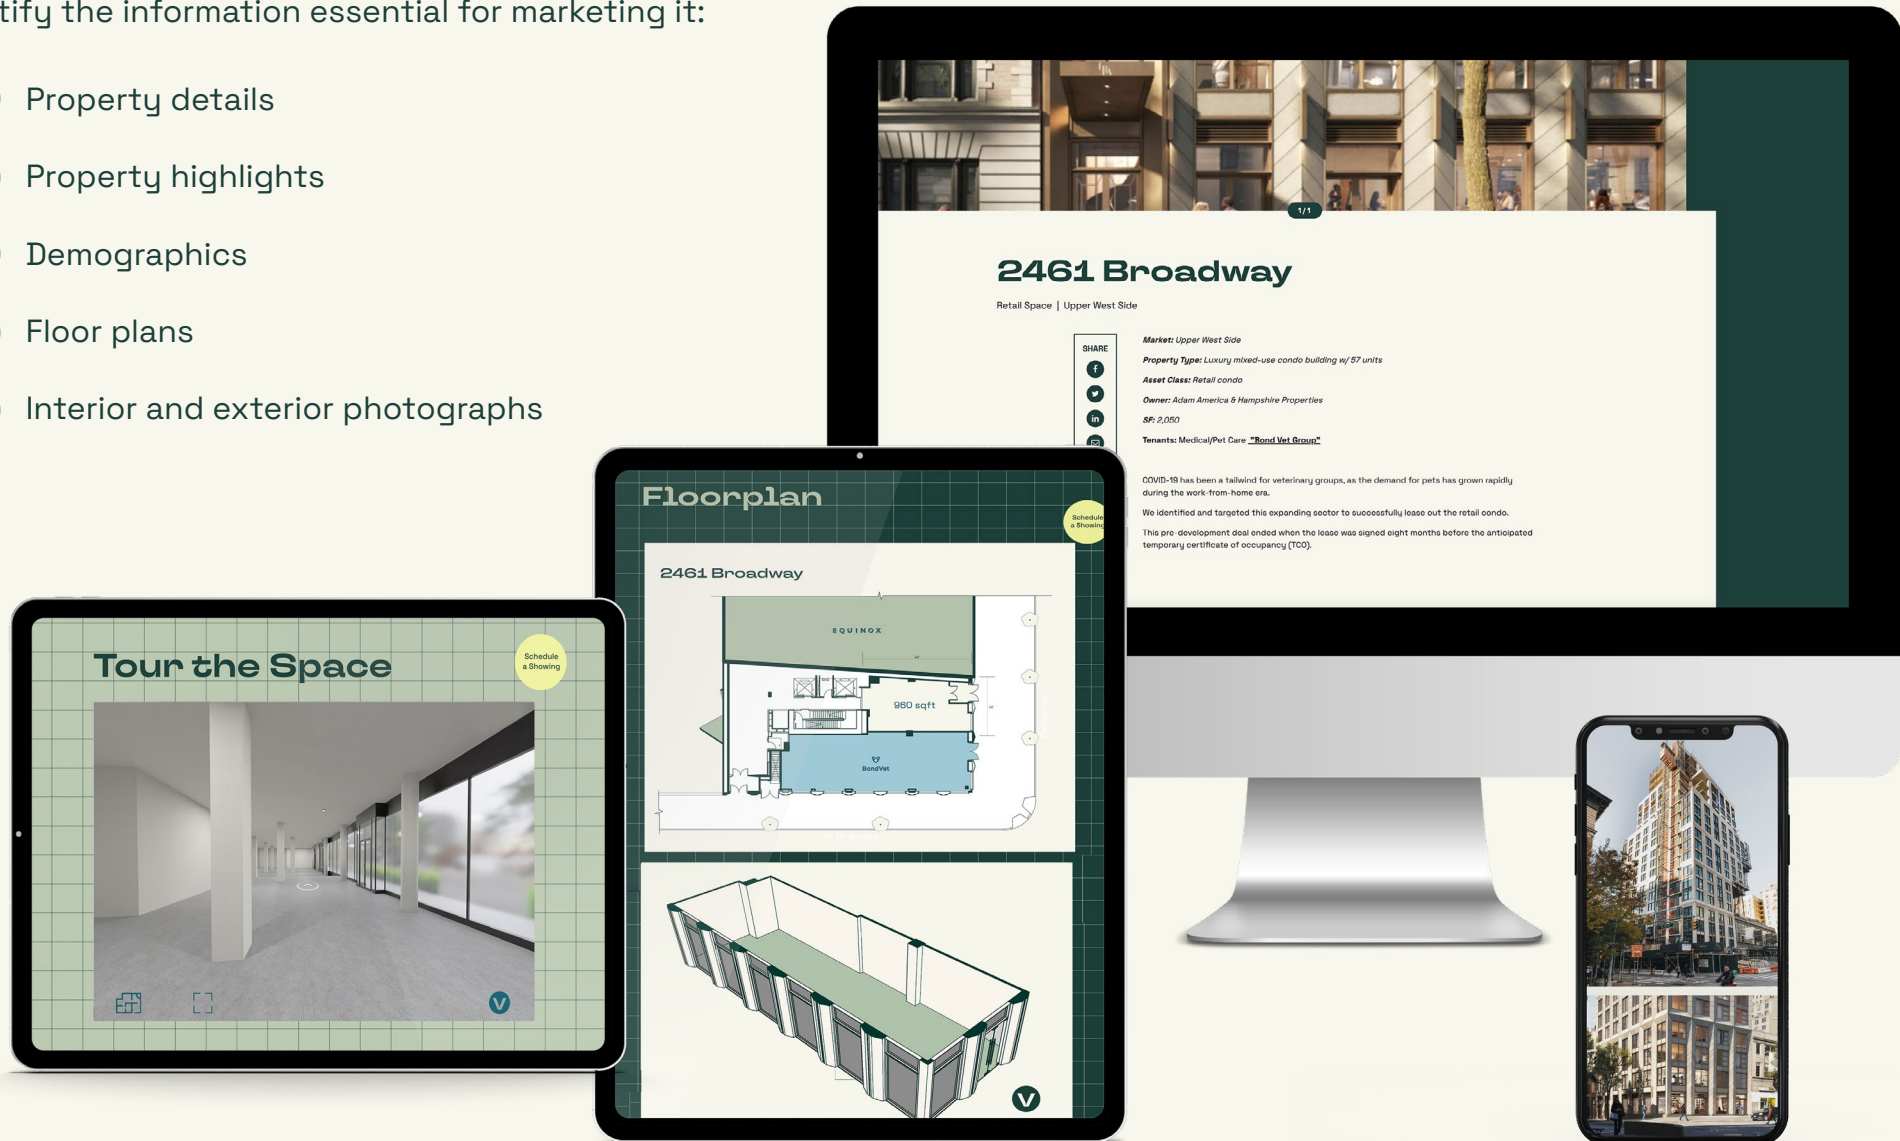 tify the information essential for marketing it:
Property details
Property highlights
Demographics
Floor plans
Interior and exterior photographs
1/1
2461 Broadway
Retail Space | Upper West Side
SHARE
Market: Upper West Side
Property Type: Luxury mixed-use condo building w/ 57 units
Asset Class: Retail condo
Owner: Adam America & Hampshire Properties
SF: 2,050
Tenants: Medical/Pet Care "Bond Vet Group"
COVID-19 has been a tailwind for veterinary groups, as the demand for pets has grown rapidly
during the work-from-home era.
We identified and targeted this expanding sector to successfully lease out the retail condo.
This pre-development deal ended when the lease was signed eight months before the anticipated
temporary certificate of occupancy (TCO).
Floorplan
Schedule
a Showing
2461 Broadway
EQUINOX
960 sqft
BondVet
V
Tour the Space
Schedule
a Showing
V